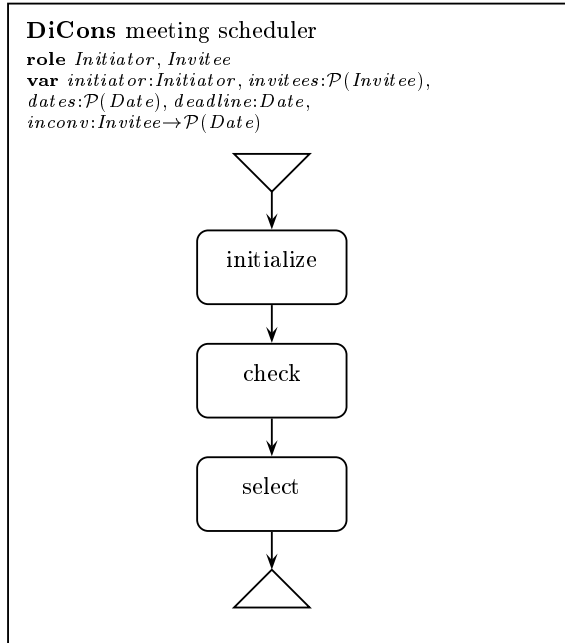 DiCons meeting scheduler
role Initiator, Invitee
var initiator:Initiator, invitees:𝒫(Invitee),
dates:𝒫(Date), deadline:Date,
inconv:Invitee→𝒫(Date)
initialize
check
select